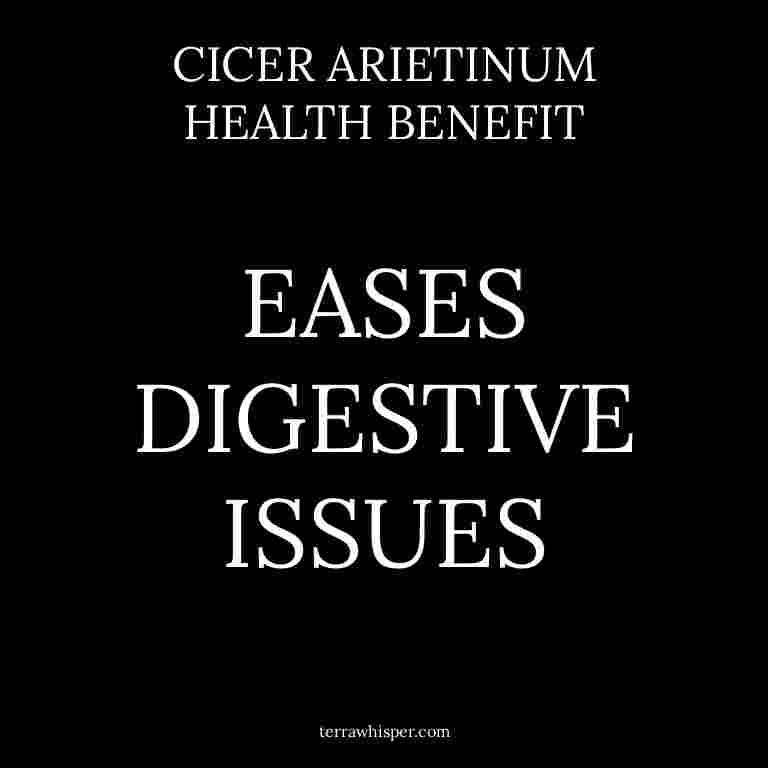 CICER ARIETINUM
HEALTH BENEFIT
EASES
DIGESTIVE
ISSUES
terrawhisper.com